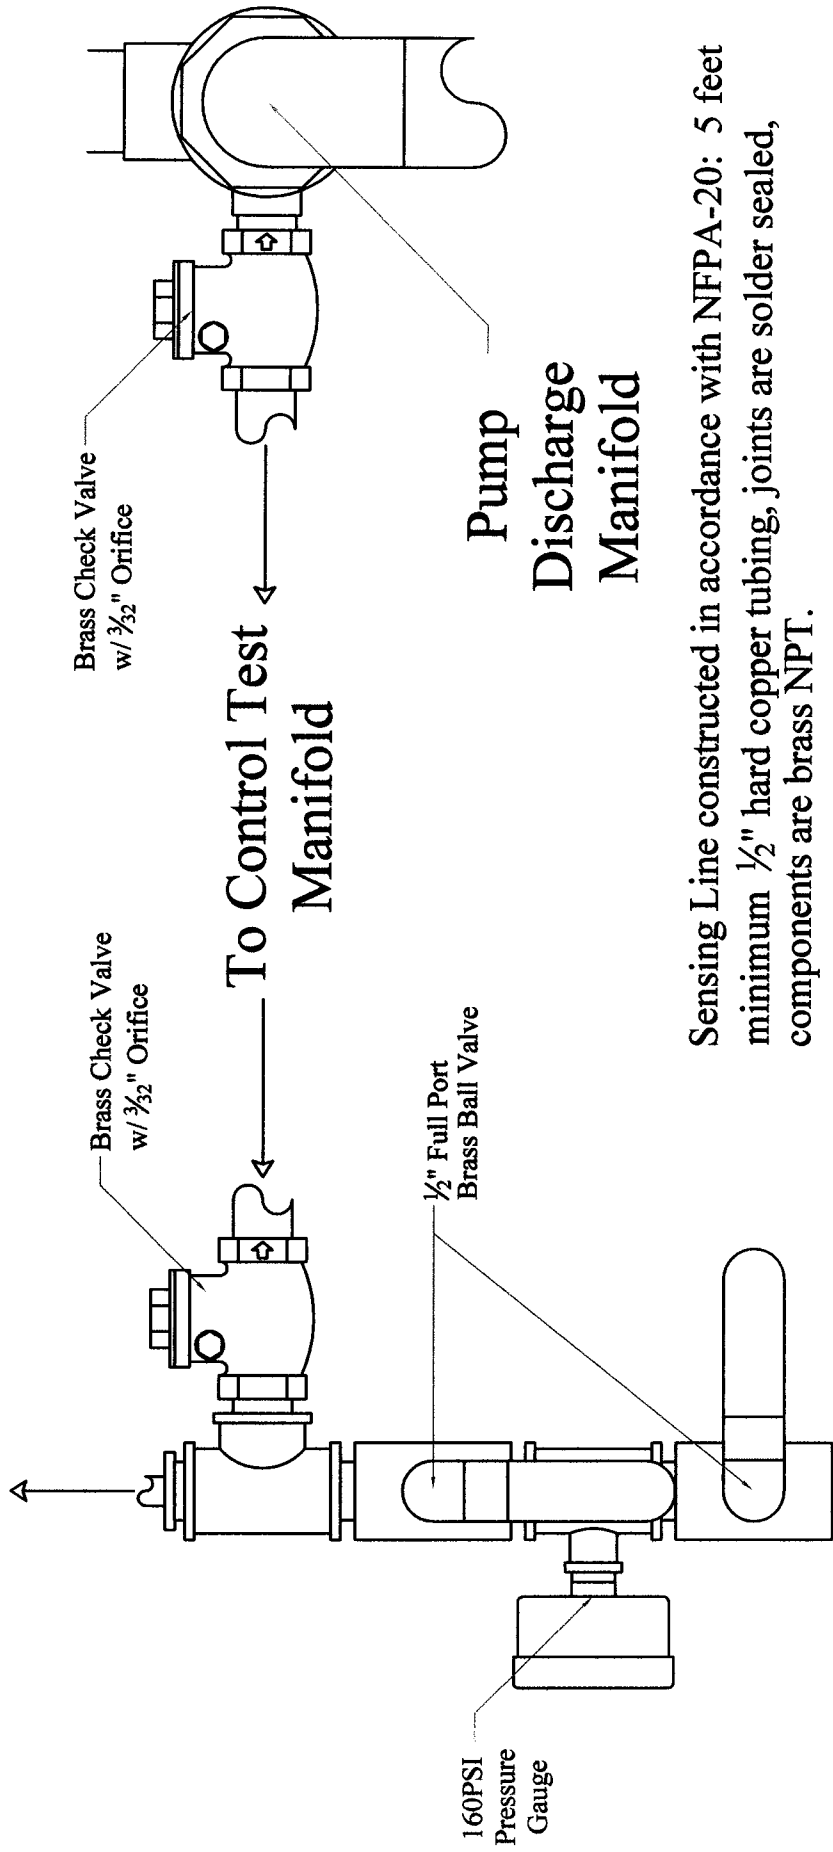 Brass Check Valve
w/ 3⁄32" Orifice
Brass Check Valve
w/ 3⁄32" Orifice
To Control Test
Manifold
½" Full Port
Brass Ball Valve
160PSI
Pressure
Gauge
Pump
Discharge
Manifold
Sensing Line constructed in accordance with NFPA-20: 5 feet
minimum ½" hard copper tubing, joints are solder sealed,
components are brass NPT.